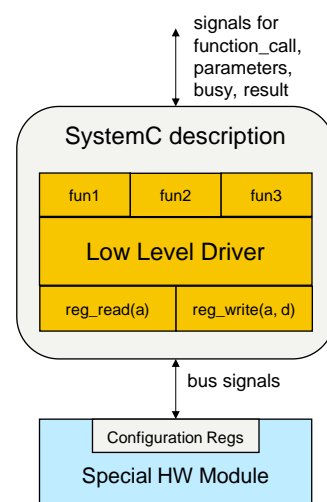 signals for
function_call,
parameters,
busy, result
SystemC description
fun1 fun2 fun3
Low Level Driver
reg_read(a) reg_write(a, d)
bus signals
Configuration Regs
Special HW Module